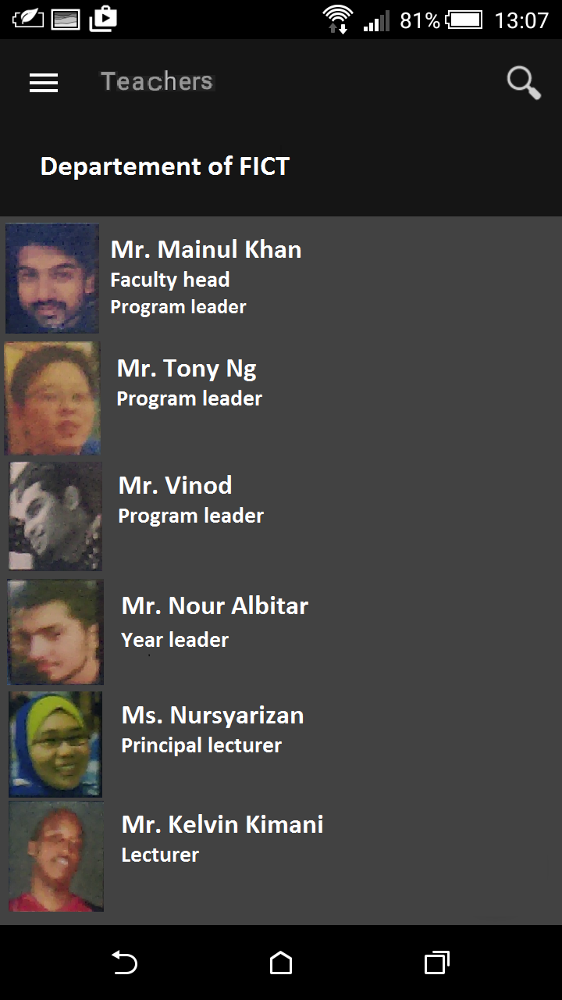 81% 13:07
Teachers
Departement of FICT
Mr. Mainul Khan
Faculty head
Program leader
Mr. Tony Ng
Program leader
Mr. Vinod
Program leader
Mr. Nour Albitar
Year leader
Ms. Nursyarizan
Principal lecturer
Mr. Kelvin Kimani
Lecturer